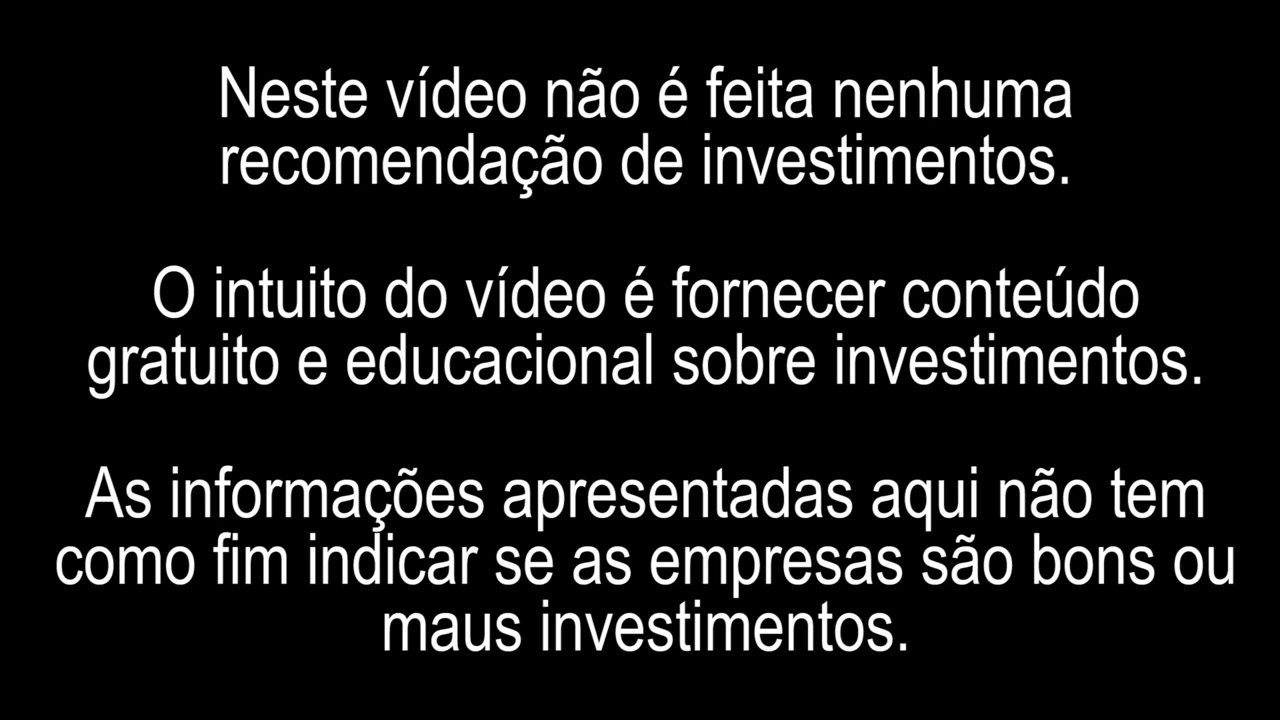 Neste vídeo não é feita nenhuma
recomendação de investimentos.
O intuito do vídeo é fornecer conteúdo
gratuito e educacional sobre investimentos.
As informações apresentadas aqui não tem
como fim indicar se as empresas são bons ou
maus investimentos.